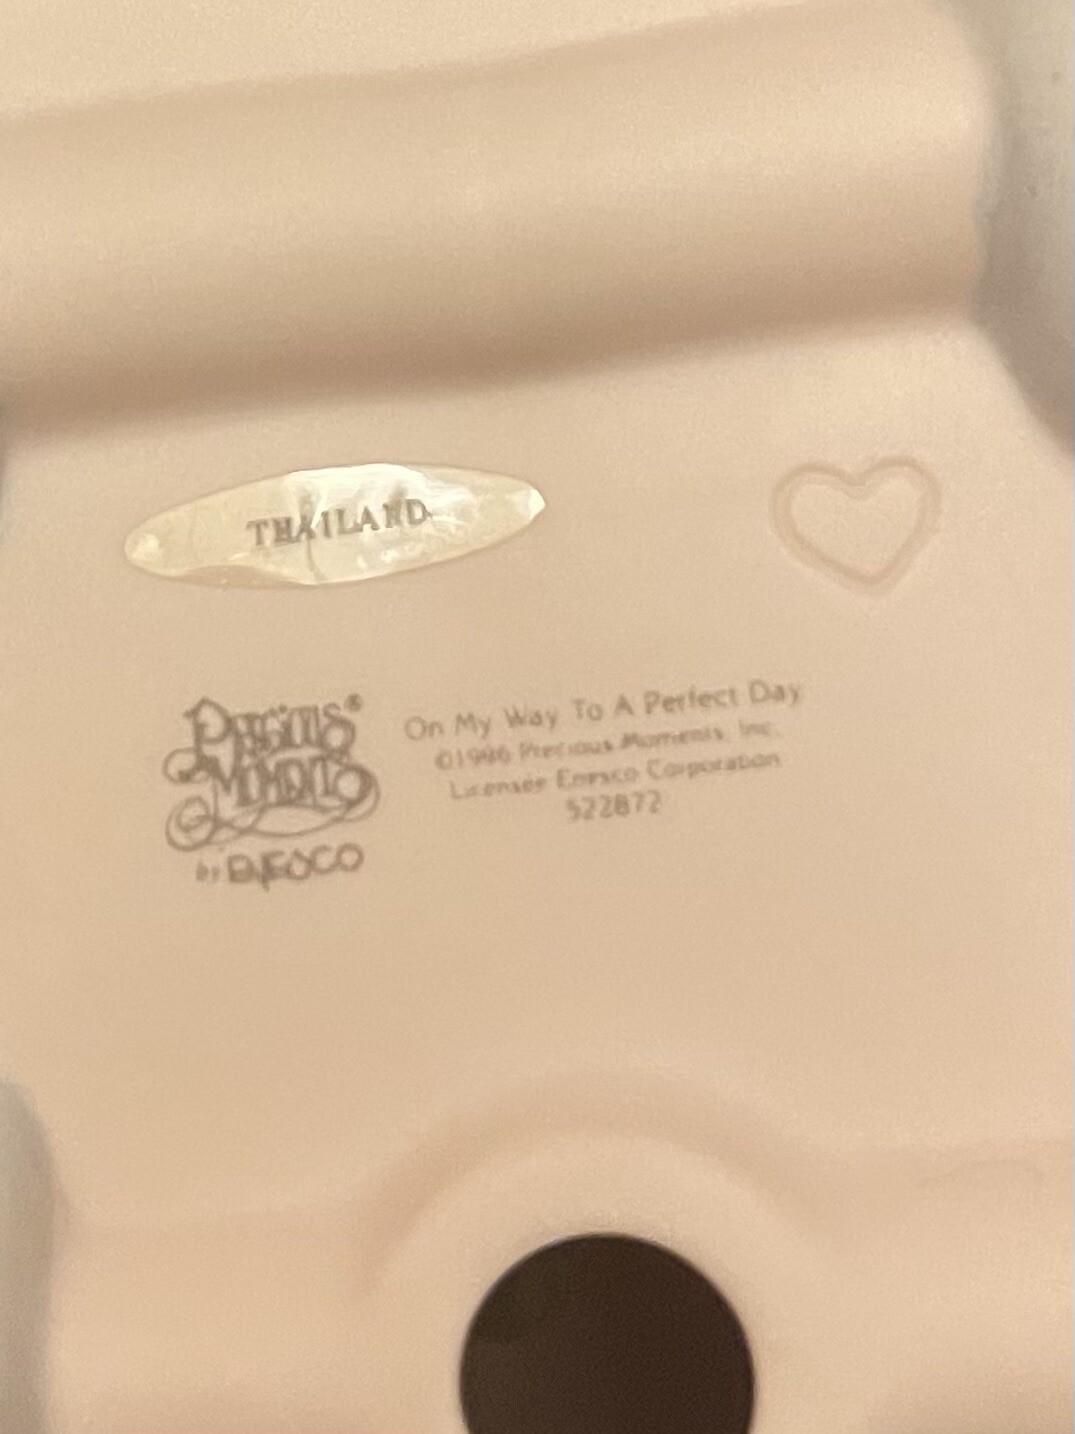 THAILAND
PRECIOUS®
MOMENTS
by ENESCO
On My Way To A Perfect Day
©1996 Precious Moments, Inc.
Licensee Enesco Corporation
522872